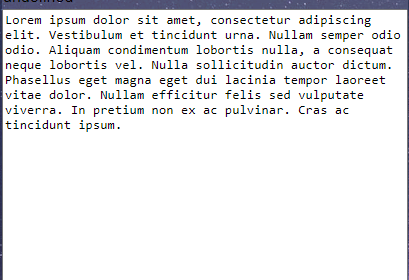 Lorem ipsum dolor sit amet, consectetur adipiscing
elit. Vestibulum et tincidunt urna. Nullam semper odio
odio. Aliquam condimentum lobortis nulla, a consequat
neque lobortis vel. Nulla sollicitudin auctor dictum.
Phasellus eget magna eget dui lacinia tempor laoreet
vitae dolor. Nullam efficitur felis sed vulputate
viverra. In pretium non ex ac pulvinar. Cras ac
tincidunt ipsum.